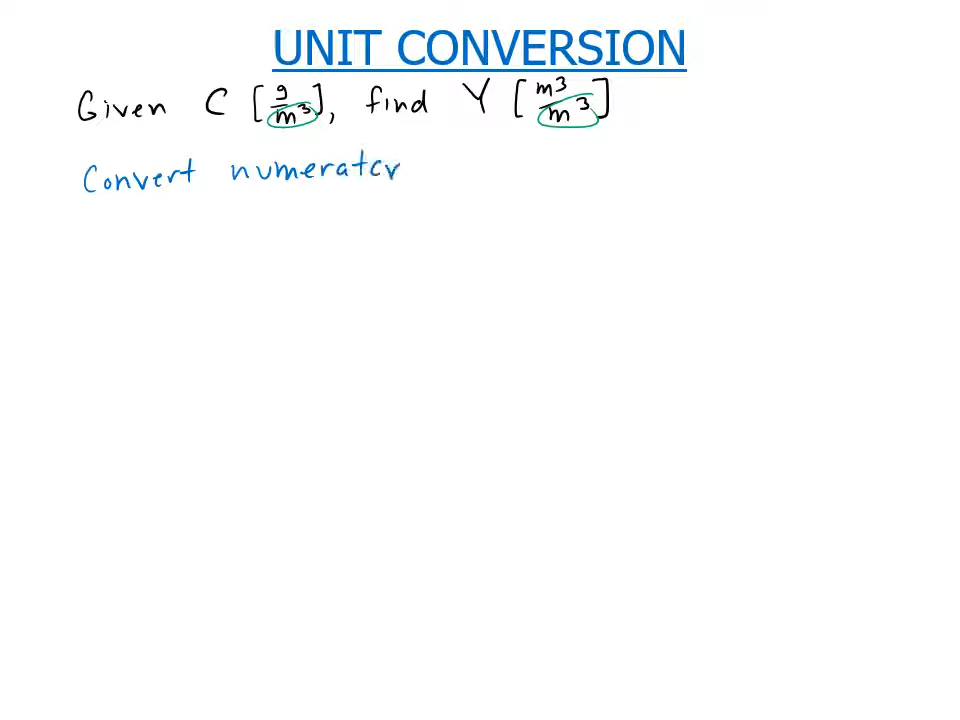 UNIT CONVERSION
Given C [g/m³], find Y [m³/m³]
Convert numerator